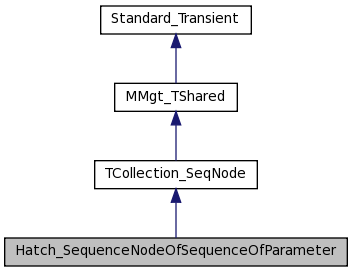 Standard_Transient
MMgt_TShared
TCollection_SeqNode
Hatch_SequenceNodeOfSequenceOfParameter